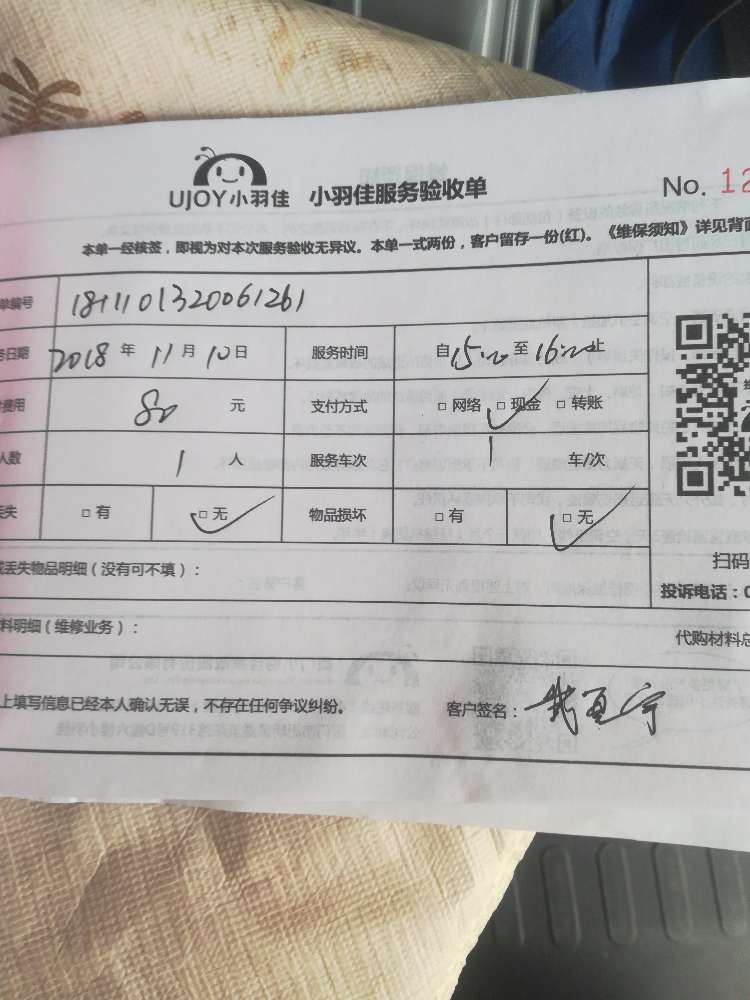 UJOY小羽佳 小羽佳服务验收单 No. 12
本单一经核签，即视为对本次服务验收无异议。本单一式两份，客户留存一份(红)。《维保须知》详见背面
单编号 1811101320061261
务日期 2018 年 11 月 10 日 服务时间 自 15:20 至 16:20 止
费用 80 元 支付方式 □ 网络 □ 现金 □ 转账
人数 1 人 服务车次 1 车/次
丢失 □ 有 □ 无 物品损坏 □ 有 □ 无
或丢失物品明细（没有可不填）： 扫码
投诉电话：0
料明细（维修业务）： 代购材料总
上填写信息已经本人确认无误，不存在任何争议纠纷。 客户签名：